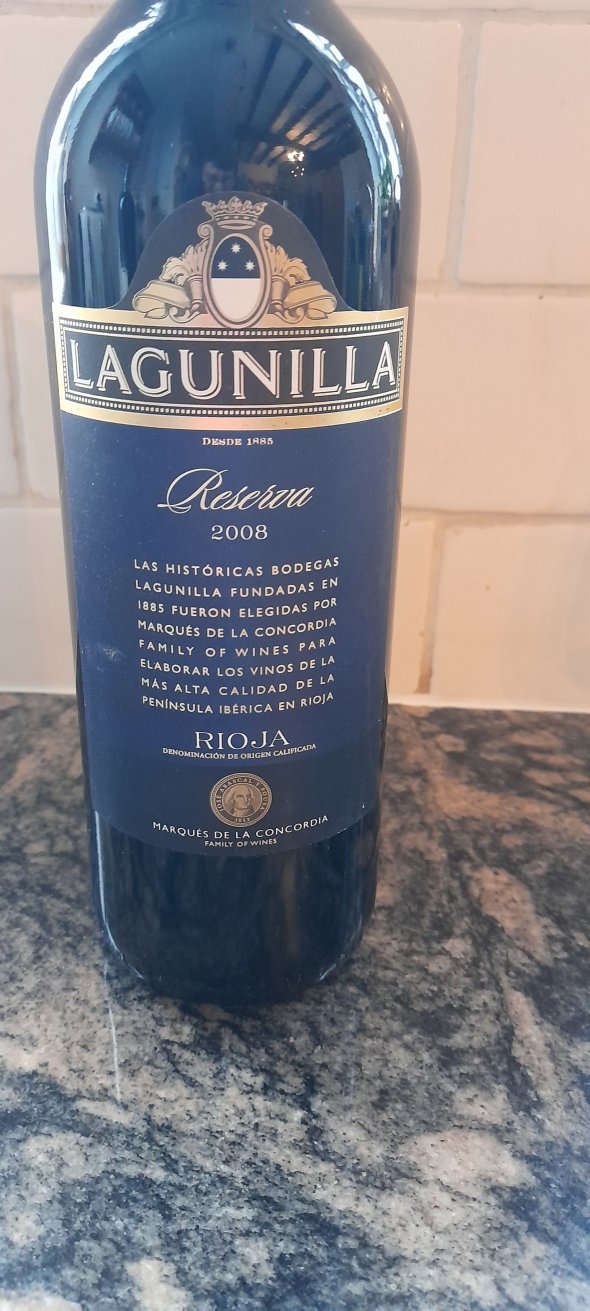 LAGUNILLA
DESDE 1885
Reserva
2008
LAS HISTÓRICAS BODEGAS
LAGUNILLA FUNDADAS EN
1885 FUERON ELEGIDAS POR
MARQUÉS DE LA CONCORDIA
FAMILY OF WINES PARA
ELABORAR LOS VINOS DE LA
MÁS ALTA CALIDAD DE LA
PENÍNSULA IBÉRICA EN RIOJA
RIOJA
DENOMINACIÓN DE ORIGEN CALIFICADA
MARQUÉS DE LA CONCORDIA
FAMILY OF WINES